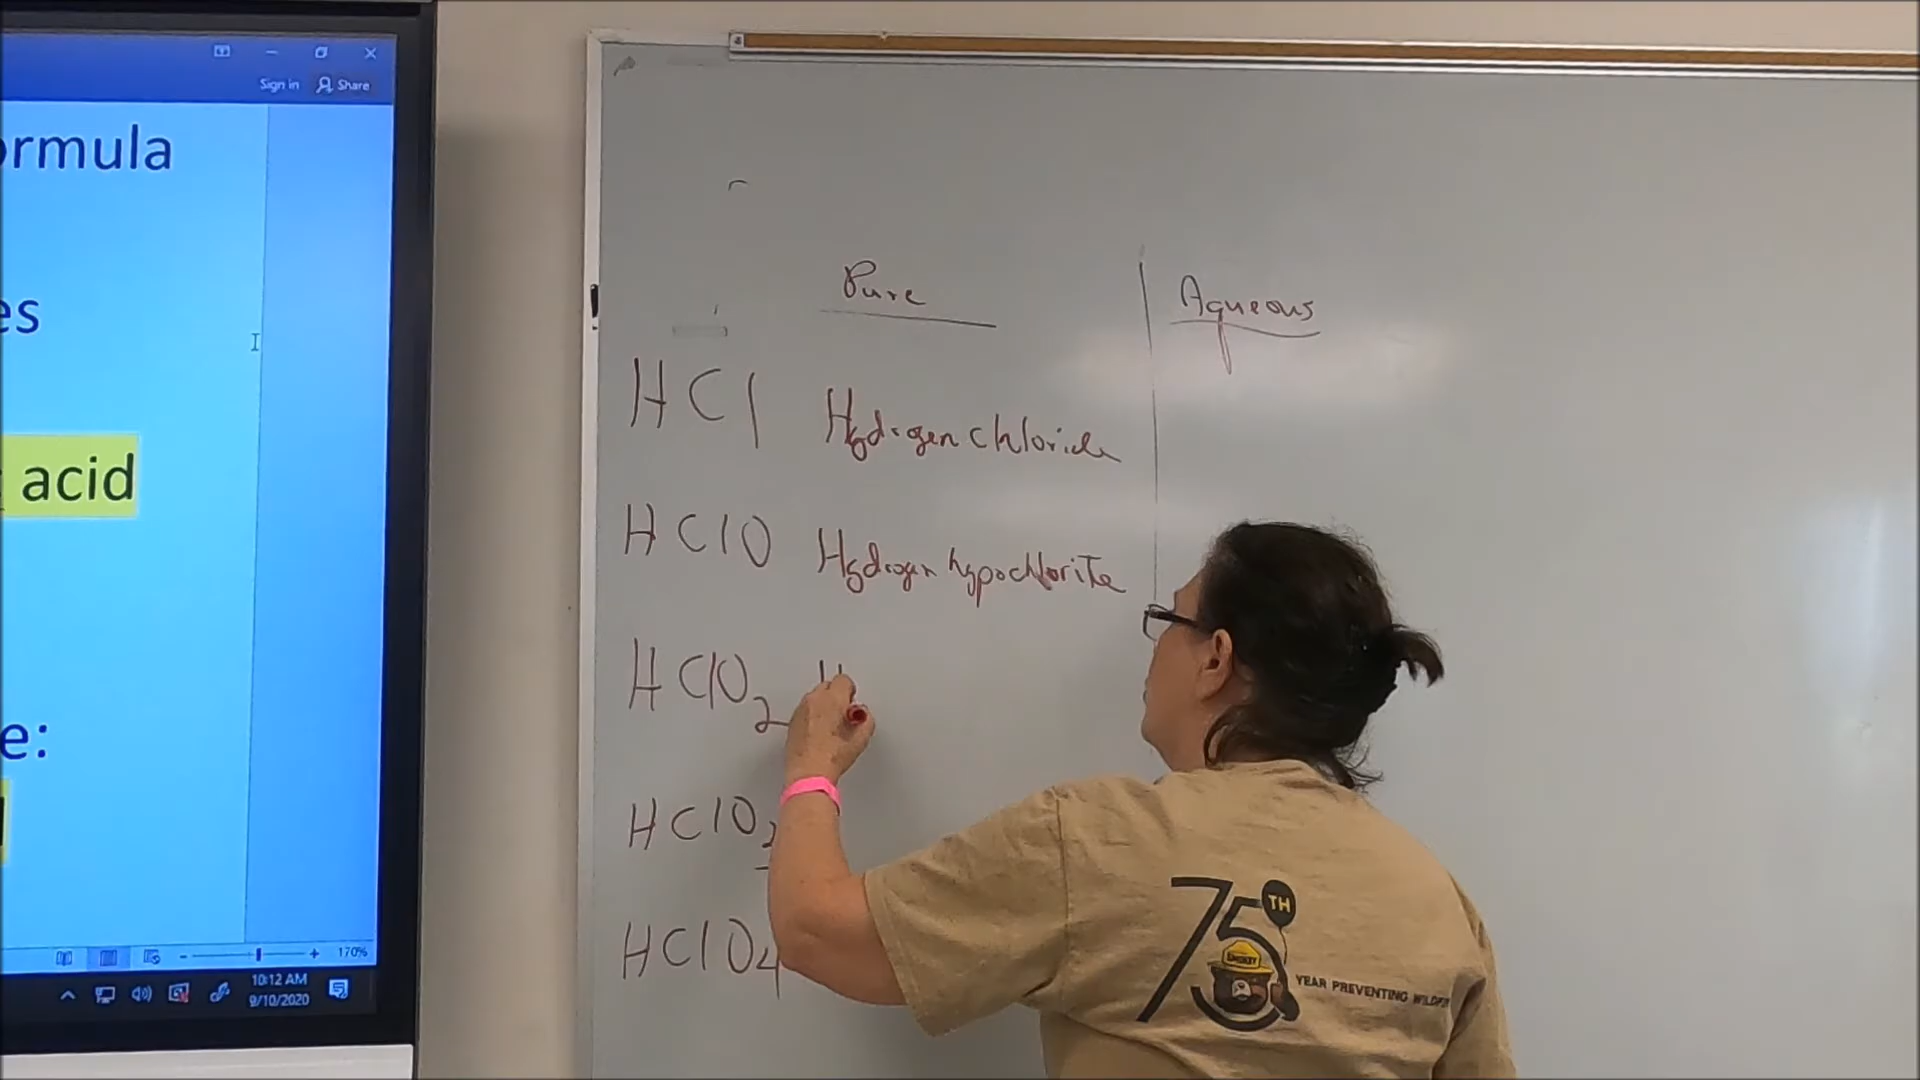 Sign in Share
ormula
es
acid
e:
170%
10:12 AM
9/10/2020
Pure Aqueous
HCl Hydrogen chloride
HClO Hydrogen hypochlorite
HClO2 H
HClO3
HClO4
75TH
SMOKEY
YEAR PREVENTING WILDF